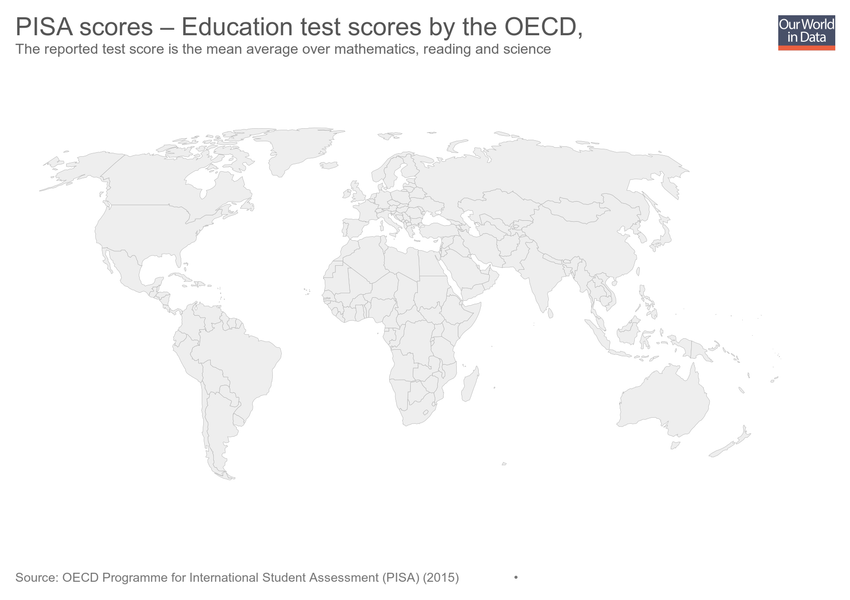 PISA scores – Education test scores by the OECD,
The reported test score is the mean average over mathematics, reading and science
Our World
in Data
Source: OECD Programme for International Student Assessment (PISA) (2015) •